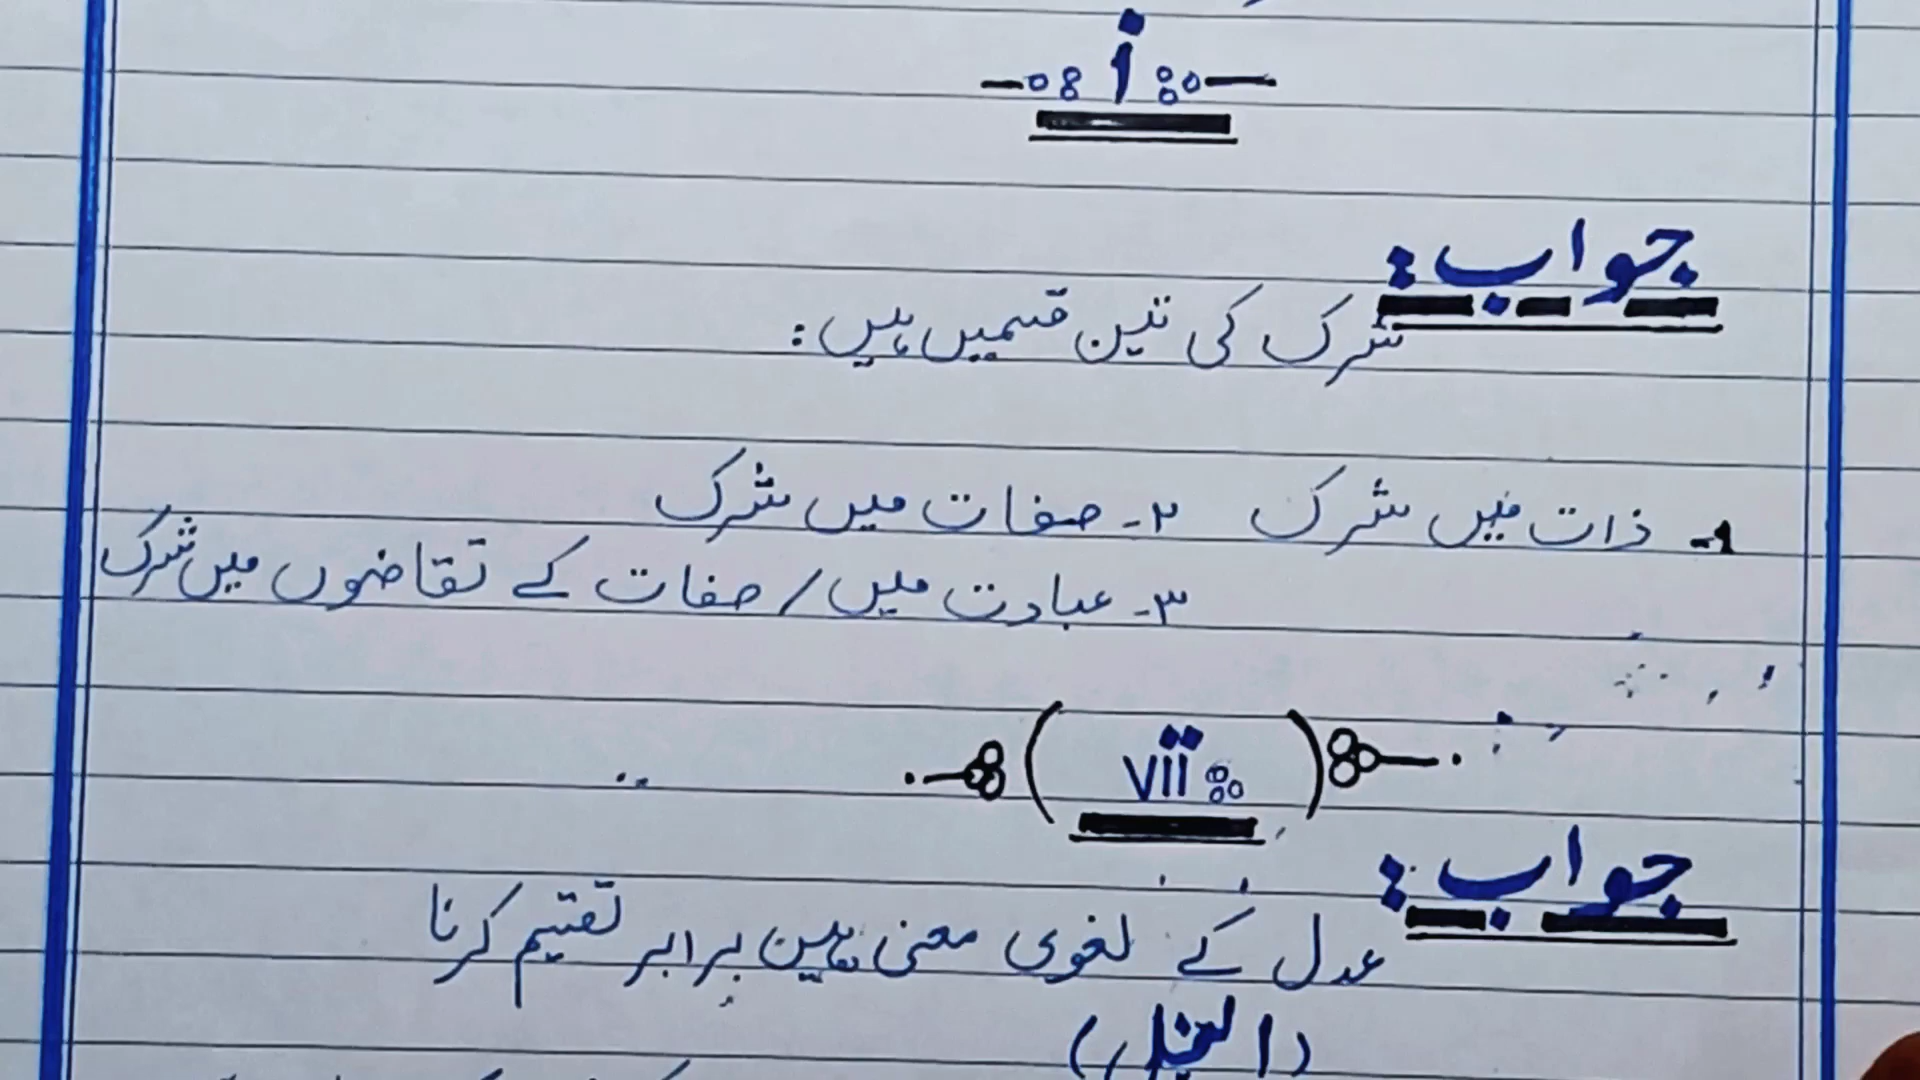 i
جواب:
شرک کی تین قسمیں ہیں:
۱۔ ذات میں شرک ۲۔ صفات میں شرک
۳۔ عبادت میں/صفات کے تقاضوں میں شرک
(vii)
جواب:
عدل کے لغوی معنی ہیں برابر تقسیم کرنا